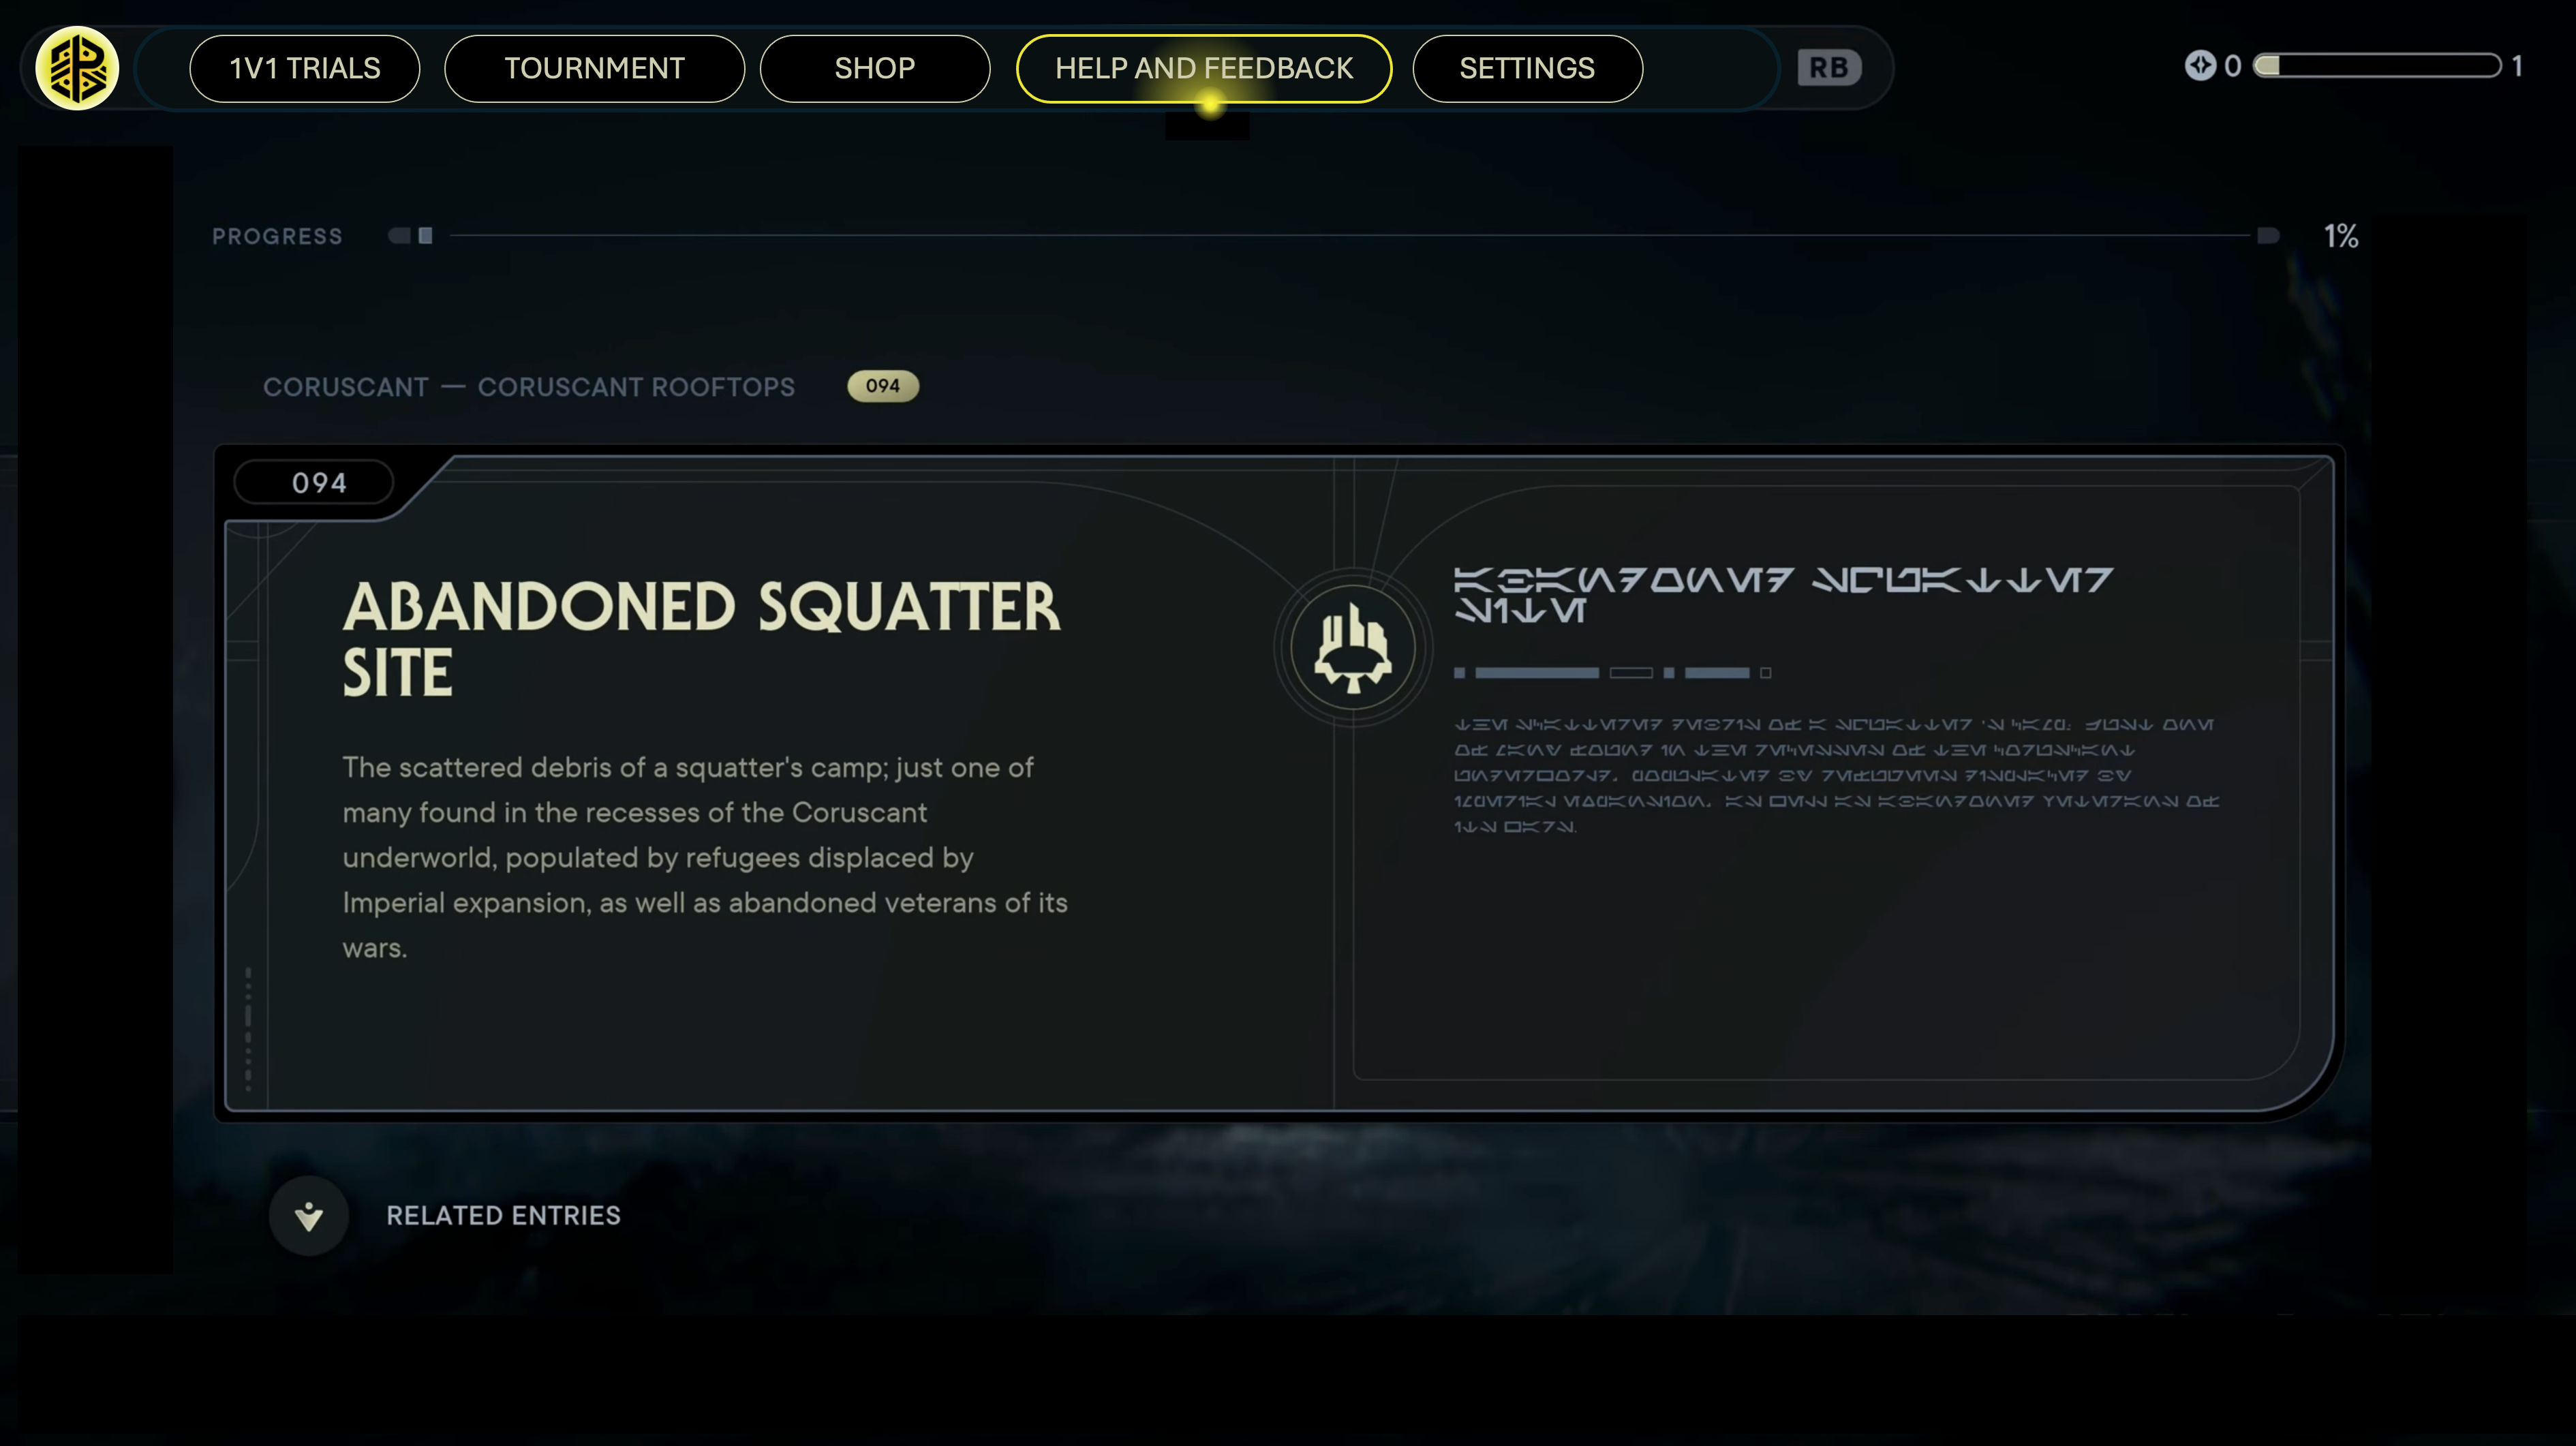 1V1 TRIALS
TOURNMENT
SHOP
HELP AND FEEDBACK
SETTINGS
RB
0
1
PROGRESS
1%
CORUSCANT — CORUSCANT ROOFTOPS
094
094
ABANDONED SQUATTER
SITE
The scattered debris of a squatter's camp; just one of
many found in the recesses of the Coruscant
underworld, populated by refugees displaced by
Imperial expansion, as well as abandoned veterans of its
wars.
RELATED ENTRIES